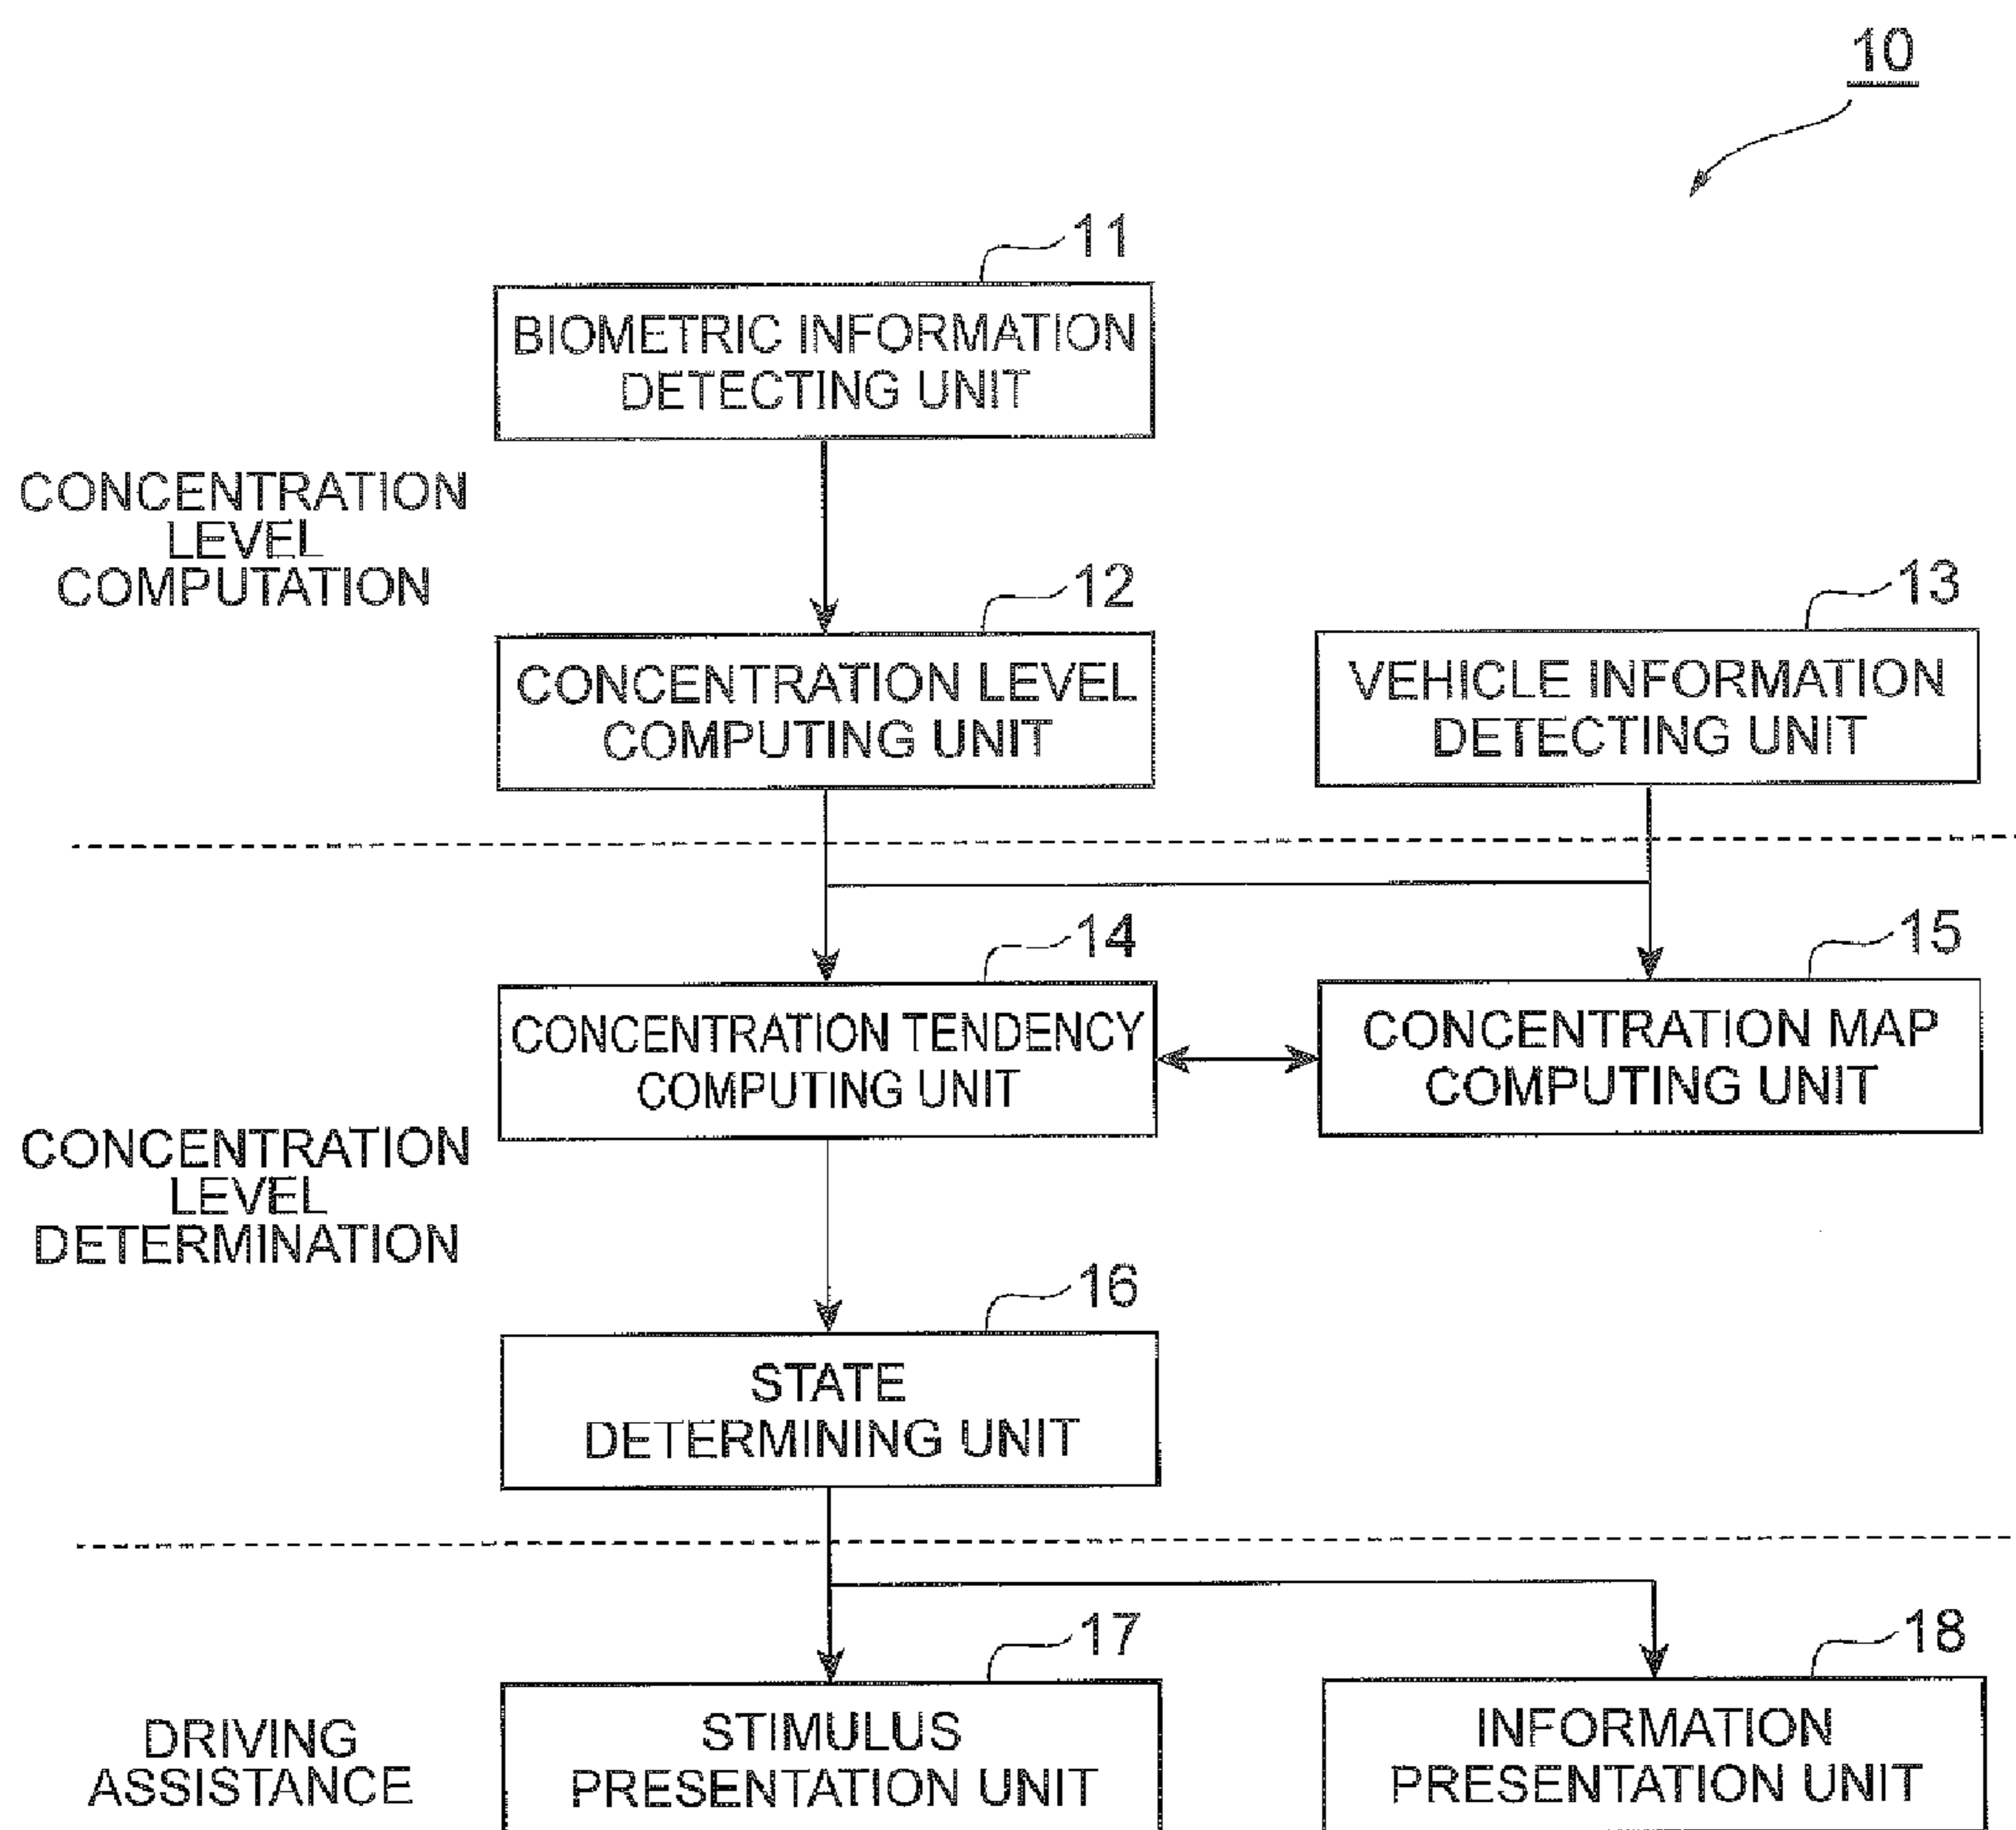 10
11
BIOMETRIC INFORMATION
DETECTING UNIT
CONCENTRATION
LEVEL
COMPUTATION
12
13
CONCENTRATION LEVEL
COMPUTING UNIT
VEHICLE INFORMATION
DETECTING UNIT
14
15
CONCENTRATION TENDENCY
COMPUTING UNIT
CONCENTRATION MAP
COMPUTING UNIT
CONCENTRATION
LEVEL
DETERMINATION
16
STATE
DETERMINING UNIT
17
18
DRIVING
ASSISTANCE
STIMULUS
PRESENTATION UNIT
INFORMATION
PRESENTATION UNIT